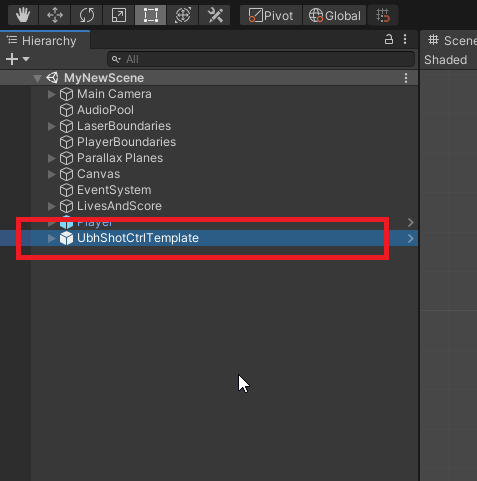 Pivot Global
Hierarchy
Scene
All
Shaded
MyNewScene
Main Camera
AudioPool
LaserBoundaries
PlayerBoundaries
Parallax Planes
Canvas
EventSystem
LivesAndScore
Player
UbhShotCtrlTemplate